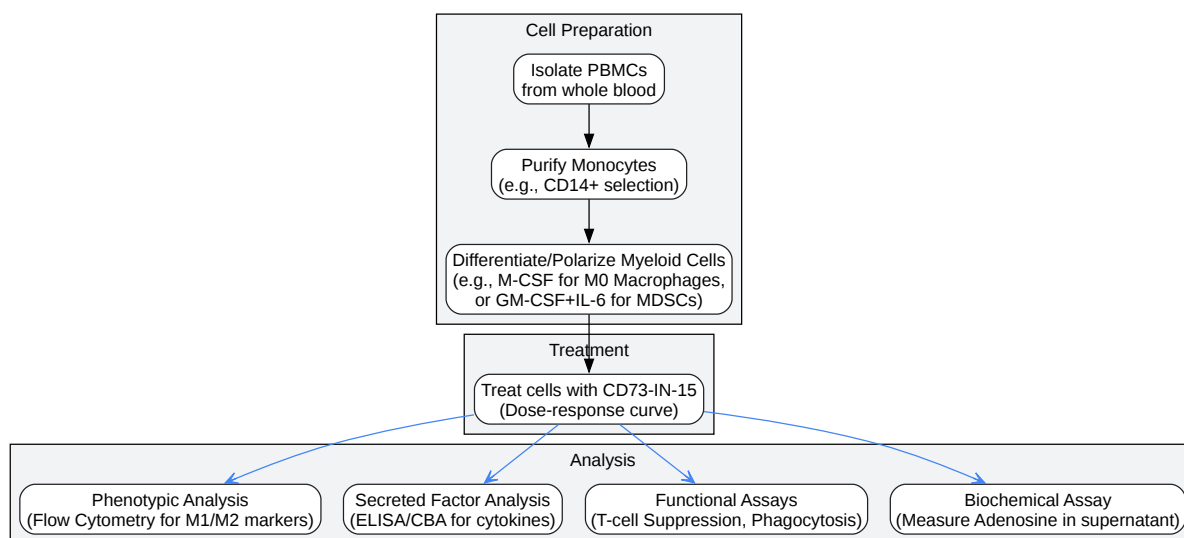 Cell Preparation
Isolate PBMCs
from whole blood
Purify Monocytes
(e.g., CD14+ selection)
Differentiate/Polarize Myeloid Cells
(e.g., M-CSF for M0 Macrophages,
or GM-CSF+IL-6 for MDSCs)
Treatment
Treat cells with CD73-IN-15
(Dose-response curve)
Analysis
Phenotypic Analysis
(Flow Cytometry for M1/M2 markers)
Secreted Factor Analysis
(ELISA/CBA for cytokines)
Functional Assays
(T-cell Suppression, Phagocytosis)
Biochemical Assay
(Measure Adenosine in supernatant)